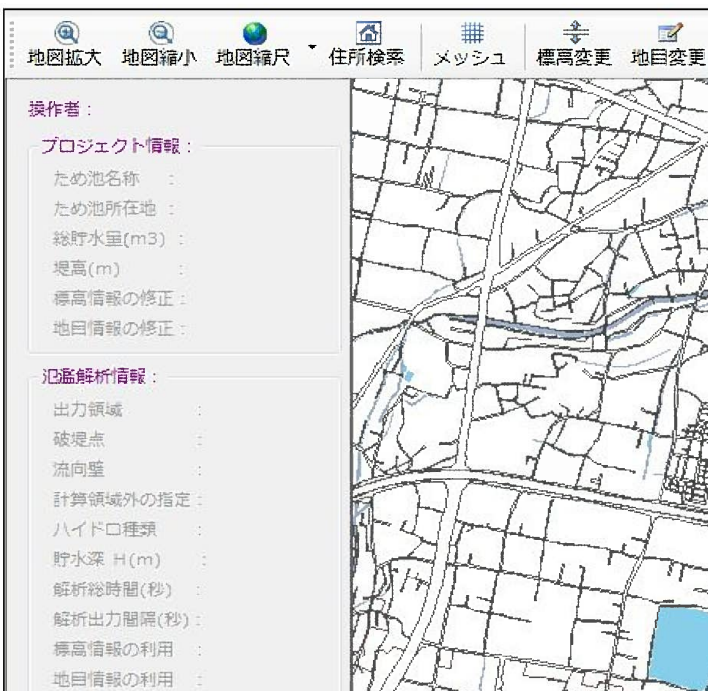 地図拡大 地図縮小 地図縮尺 住所検索 メッシュ 標高変更 地目変更
操作者：
プロジェクト情報：
ため池名称　：
ため池所在地：
総貯水量(m3)：
堤高(m)　：
標高情報の修正：
地目情報の修正：
氾濫解析情報：
出力領域　：
破堤点　：
流向壁　：
計算領域外の指定：
ハイドロ種類　：
貯水深 H(m)　：
解析総時間(秒)　：
解析出力間隔(秒)：
標高情報の利用　：
地目情報の利用　：